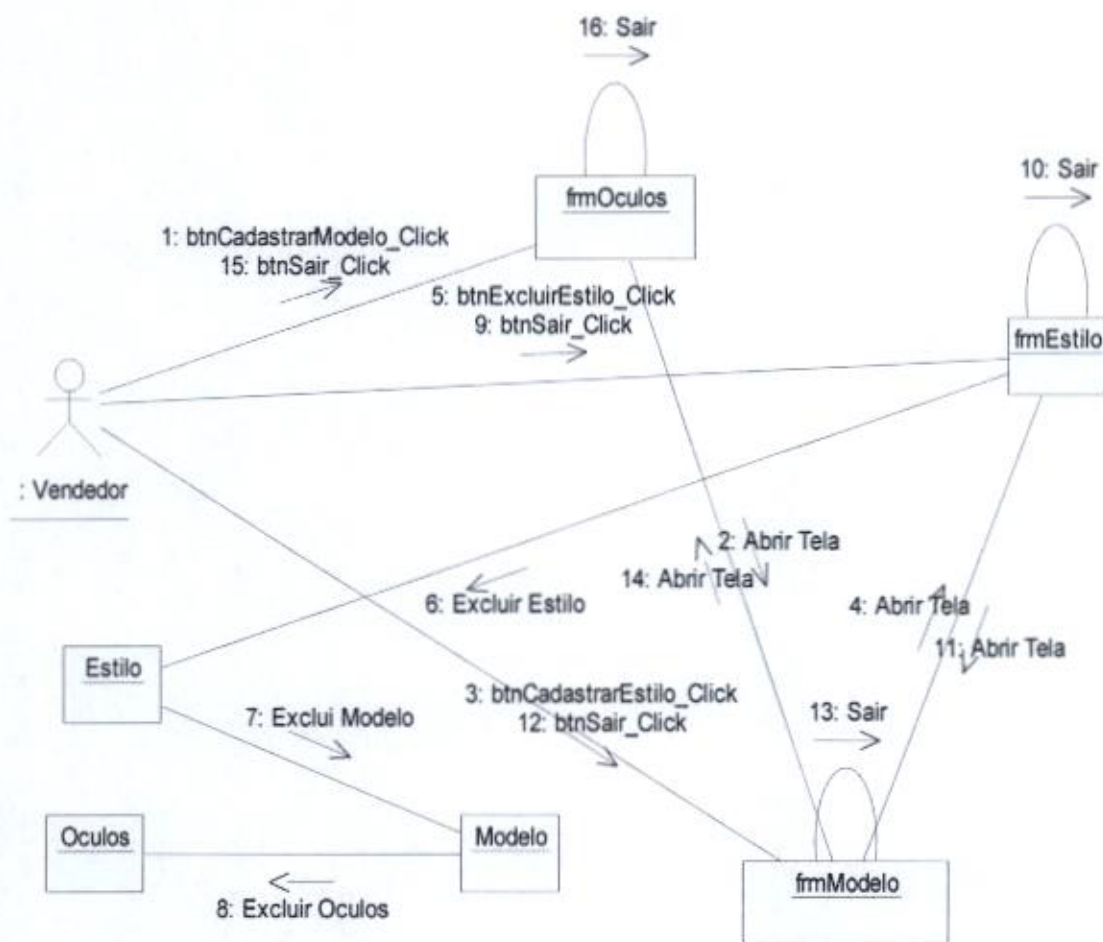 16: Sair
frmOculos
10: Sair
1: btnCadastrarModelo_Click
15: btnSair_Click
5: btnExcluirEstilo_Click
9: btnSair_Click
frmEstilo
: Vendedor
2: Abrir Tela
14: Abrir Tela
6: Excluir Estilo
4: Abrir Tela
11: Abrir Tela
Estilo
3: btnCadastrarEstilo_Click
12: btnSair_Click
7: Exclui Modelo
13: Sair
Oculos
Modelo
frmModelo
8: Excluir Oculos